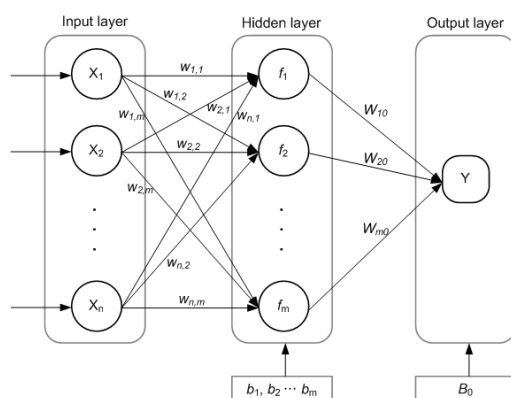 Input layer
Hidden layer
Output layer
X₁
w₁,₁
f₁
w₁,₂
w₂,₁
w₁,ₘ
wₙ,₁
W₁₀
X₂
w₂,₂
f₂
W₂₀
Y
w₂,ₘ
Wₘ₀
wₙ,₂
Xₙ
wₙ,ₘ
fₘ
b₁, b₂ ··· bₘ
B₀